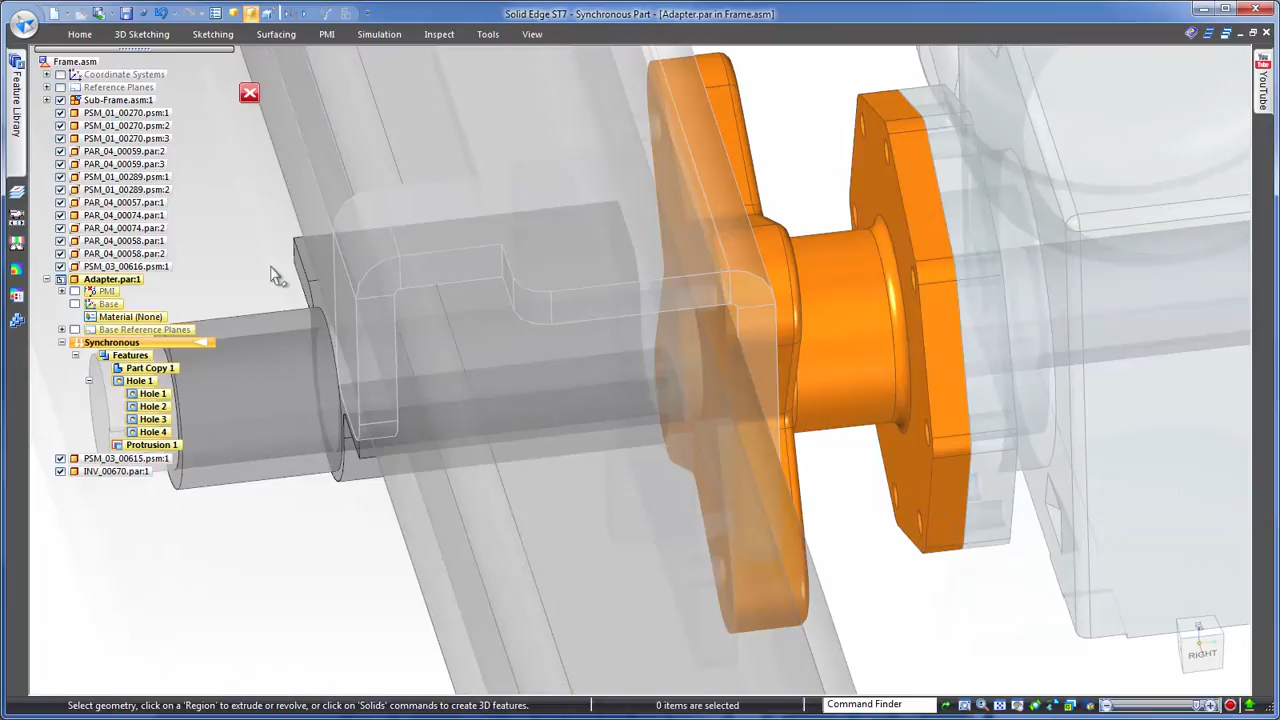 Solid Edge ST7 - Synchronous Part - [Adapter.par in Frame.asm]
Home 3D Sketching Sketching Surfacing PMI Simulation Inspect Tools View
Feature Library
Frame.asm
Coordinate Systems
Reference Planes
Sub-Frame.asm:1
PSM_01_00270.psm:1
PSM_01_00270.psm:2
PSM_01_00270.psm:3
PAR_04_00059.par:2
PAR_04_00059.par:3
PSM_01_00289.psm:1
PSM_01_00289.psm:2
PAR_04_00057.par:1
PAR_04_00074.par:1
PAR_04_00074.par:2
PAR_04_00058.par:1
PAR_04_00058.par:2
PSM_03_00616.psm:1
Adapter.par:1
PMI
Base
Material (None)
Base Reference Planes
Synchronous
Features
Part Copy 1
Hole 1
Hole 1
Hole 2
Hole 3
Hole 4
Protrusion 1
PSM_03_00615.psm:1
INV_00670.par:1
You Tube
YouTube
RIGHT
Select geometry, click on a 'Region' to extrude or revolve, or click on 'Solids' commands to create 3D features. 0 items are selected Command Finder